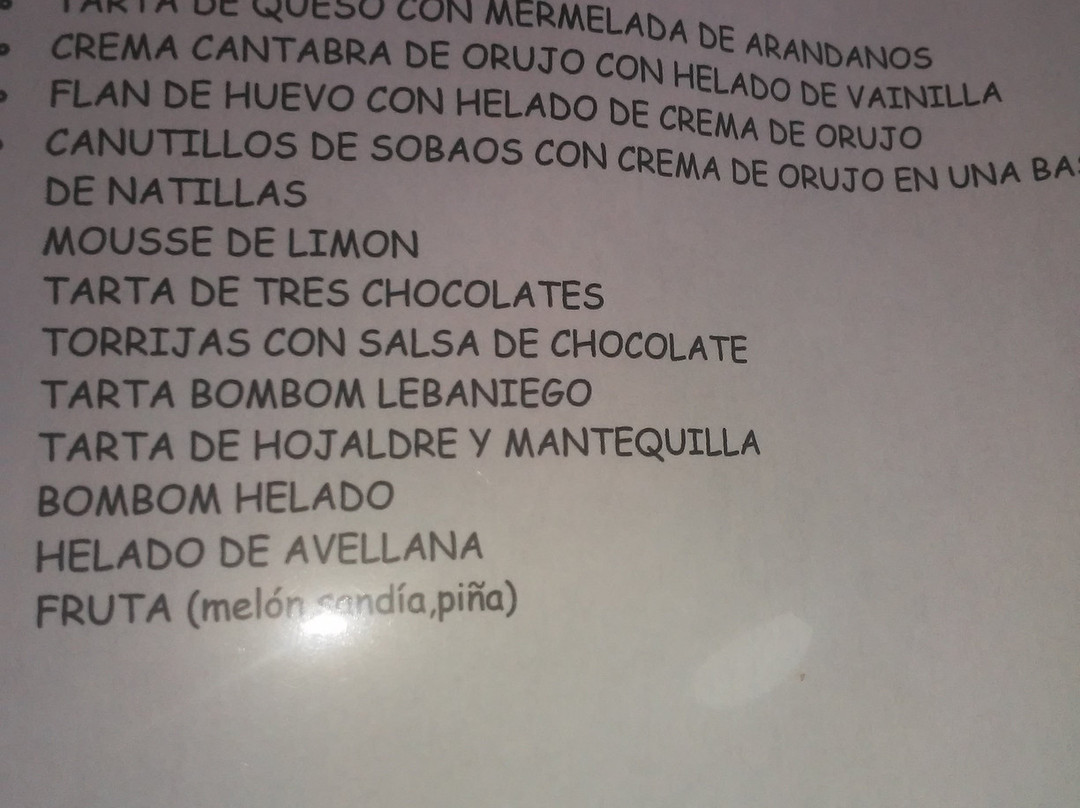 TARTA DE QUESO CON MERMELADA DE ARANDANOS
CREMA CANTABRA DE ORUJO CON HELADO DE VAINILLA
FLAN DE HUEVO CON HELADO DE CREMA DE ORUJO
CANUTILLOS DE SOBAOS CON CREMA DE ORUJO EN UNA
DE NATILLAS
MOUSSE DE LIMON
TARTA DE TRES CHOCOLATES
TORRIJAS CON SALSA DE CHOCOLATE
TARTA BOMBOM LEBANIEGO
TARTA DE HOJALDRE Y MANTEQUILLA
BOMBOM HELADO
HELADO DE AVELLANA
FRUTA (melón sandía,piña)